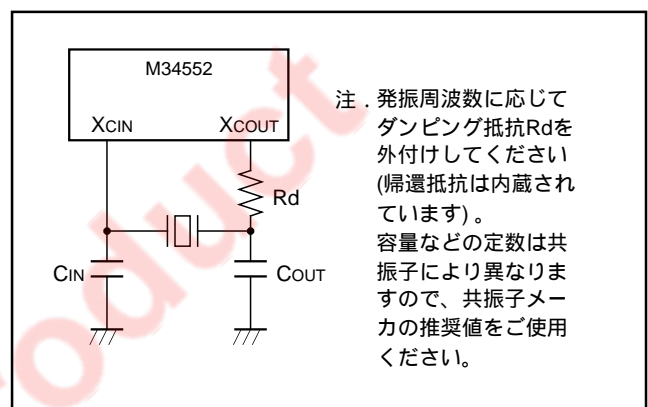 M34552
XCIN XCOUT
Rd
CIN COUT
注．発振周波数に応じて
ダンピング抵抗Rdを
外付けしてください
(帰還抵抗は内蔵され
ています)。
容量などの定数は共
振子により異なりま
すので、共振子メー
カの推奨値をご使用
ください。
roduct